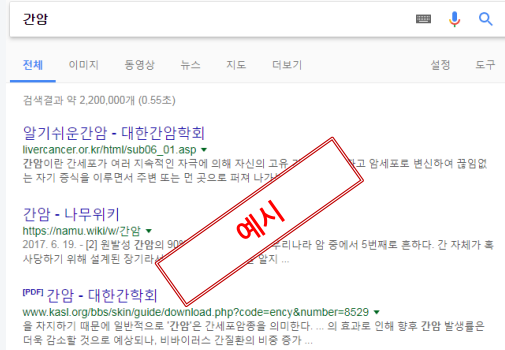 간암
전체 이미지 동영상 뉴스 지도 더보기 설정 도구
검색결과 약 2,200,000개 (0.55초)
알기쉬운간암 - 대한간암학회
livercancer.or.kr/html/sub06_01.asp
간암이란 간세포가 여러 지속적인 자극에 의해 자신의 고유 하고 암세포로 변신하여 끊임없
는 자기 증식을 이루면서 주변 또는 먼 곳으로 퍼져 나가
간암 - 나무위키
https://namu.wiki/w/간암
2017. 6. 19. - [2] 원발성 간암의 90 우리나라 암 중에서 5번째로 흔하다. 간 자체가 혹
사당하기 위해 설계된 장기라서 알지 ...
예시
[PDF] 간암 - 대한간학회
www.kasl.org/bbs/skin/guide/download.php?code=ency&number=8529
을 차지하기 때문에 일반적으로 '간암'은 간세포암종을 의미한다. ... 의 효과로 인해 향후 간암 발생률은
더욱 감소할 것으로 예상되나, 비바이러스 간질환의 비중 증가 ...